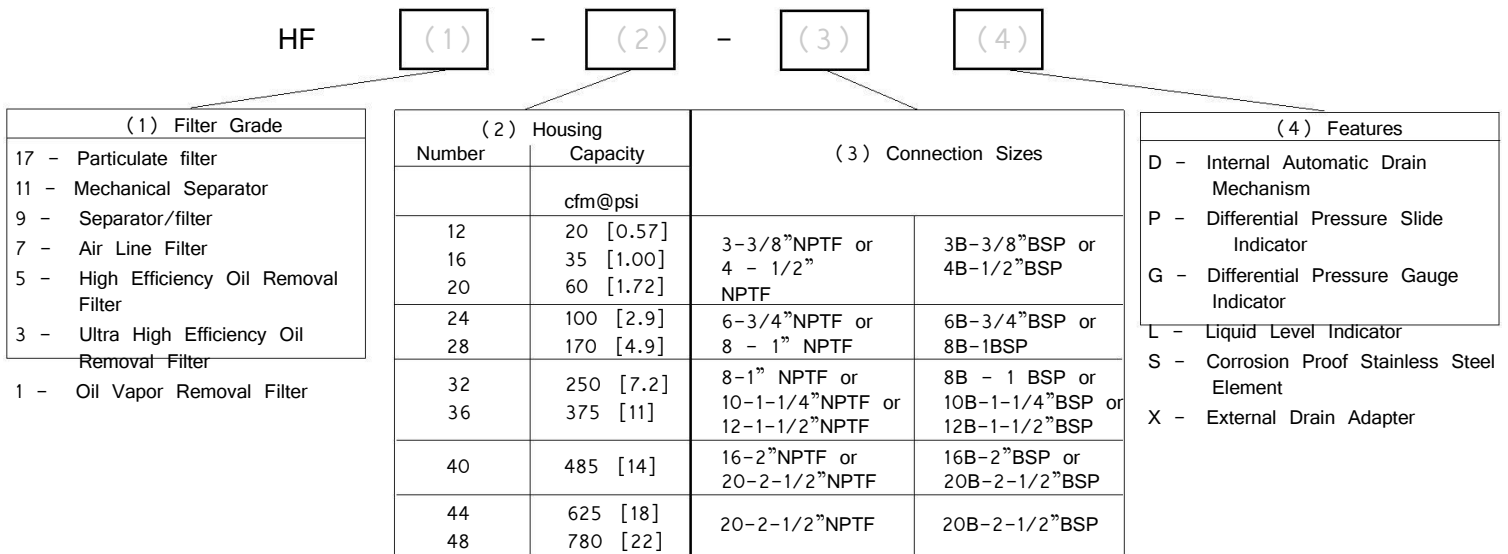 HF (1) – (2) – (3) (4)
(1) Filter Grade
17 – Particulate filter
11 – Mechanical Separator
9 – Separator/filter
7 – Air Line Filter
5 – High Efficiency Oil Removal
Filter
3 – Ultra High Efficiency Oil
Removal Filter
1 – Oil Vapor Removal Filter
(2) Housing
Number Capacity
cfm@psi
(3) Connection Sizes
12 20 [0.57]
16 35 [1.00]
20 60 [1.72]
3-3/8”NPTF or
4 - 1/2”
NPTF
3B-3/8”BSP or
4B-1/2”BSP
24 100 [2.9]
28 170 [4.9]
6-3/4”NPTF or
8 - 1” NPTF
6B-3/4”BSP or
8B-1BSP
32 250 [7.2]
36 375 [11]
8-1” NPTF or
10-1-1/4”NPTF or
12-1-1/2”NPTF
8B - 1 BSP or
10B-1-1/4”BSP or
12B-1-1/2”BSP
40 485 [14]
16-2”NPTF or
20-2-1/2”NPTF
16B-2”BSP or
20B-2-1/2”BSP
44 625 [18]
48 780 [22]
20-2-1/2”NPTF
20B-2-1/2”BSP
(4) Features
D – Internal Automatic Drain
Mechanism
P – Differential Pressure Slide
Indicator
G – Differential Pressure Gauge
Indicator
L – Liquid Level Indicator
S – Corrosion Proof Stainless Steel
Element
X – External Drain Adapter